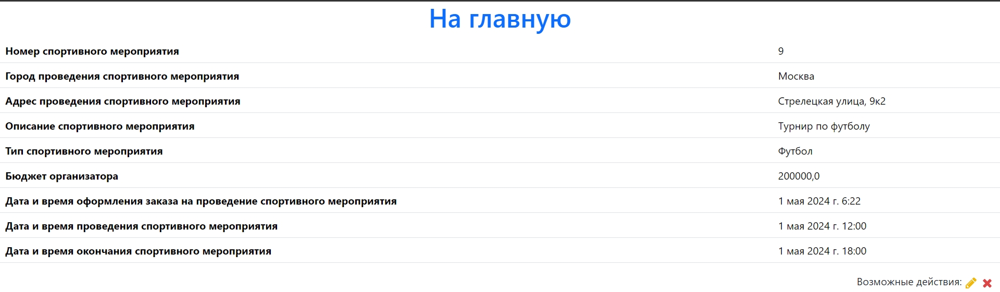 На главную
Номер спортивного мероприятия 9
Город проведения спортивного мероприятия Москва
Адрес проведения спортивного мероприятия Стрелецкая улица, 9к2
Описание спортивного мероприятия Турнир по футболу
Тип спортивного мероприятия Футбол
Бюджет организатора 200000,0
Дата и время оформления заказа на проведение спортивного мероприятия 1 мая 2024 г. 6:22
Дата и время проведения спортивного мероприятия 1 мая 2024 г. 12:00
Дата и время окончания спортивного мероприятия 1 мая 2024 г. 18:00
Возможные действия: